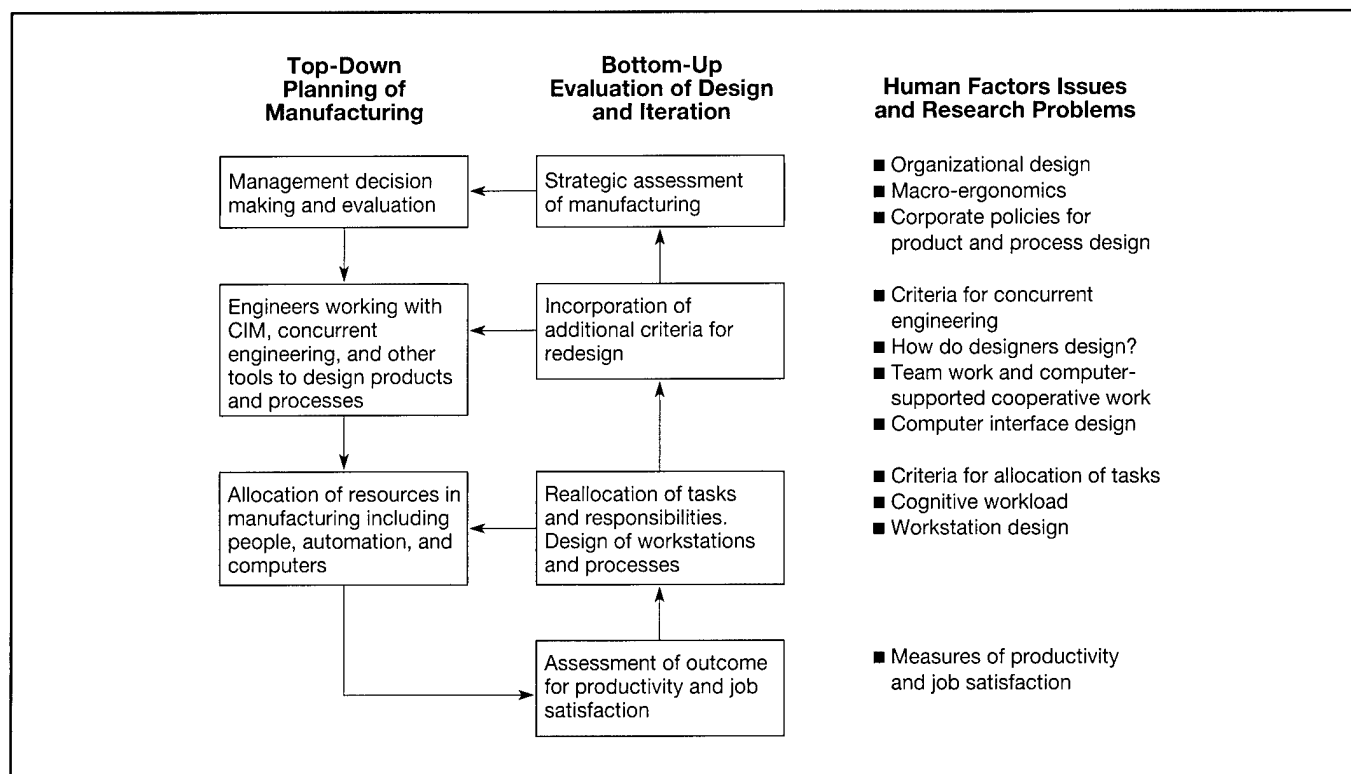 Top-Down
Planning of
Manufacturing
Bottom-Up
Evaluation of Design
and Iteration
Human Factors Issues
and Research Problems
Management decision
making and evaluation
Strategic assessment
of manufacturing
■ Organizational design
■ Macro-ergonomics
■ Corporate policies for
product and process design
Engineers working with
CIM, concurrent
engineering, and other
tools to design products
and processes
Incorporation of
additional criteria for
redesign
■ Criteria for concurrent
engineering
■ How do designers design?
■ Team work and computer-
supported cooperative work
■ Computer interface design
Allocation of resources in
manufacturing including
people, automation, and
computers
Reallocation of tasks
and responsibilities.
Design of workstations
and processes
■ Criteria for allocation of tasks
■ Cognitive workload
■ Workstation design
Assessment of outcome
for productivity and job
satisfaction
■ Measures of productivity
and job satisfaction